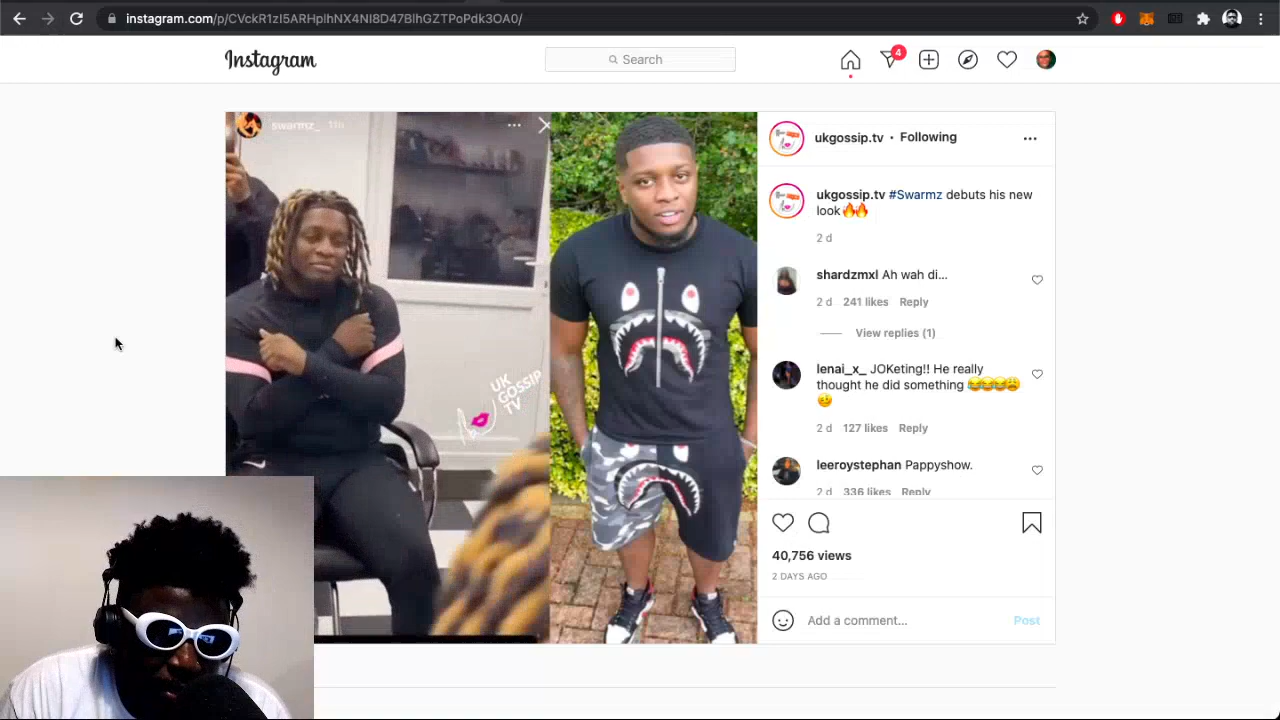 instagram.com/p/CVckR1zI5ARHplhNX4NI8D47BlhGZTPoPdk3OA0/
Instagram
Search
4
swarmz_ 11h
ukgossip.tv • Following
ukgossip.tv #Swarmz debuts his new
look🔥🔥
2 d
shardzmxl Ah wah di...
2 d 241 likes Reply
View replies (1)
lenai_x_ JOKeting!! He really
thought he did something 😂😂😂😩
🥴
2 d 127 likes Reply
leeroystephan Pappyshow.
2 d 336 likes Reply
UK
GOSSIP
TV
40,756 views
2 DAYS AGO
Add a comment...
Post